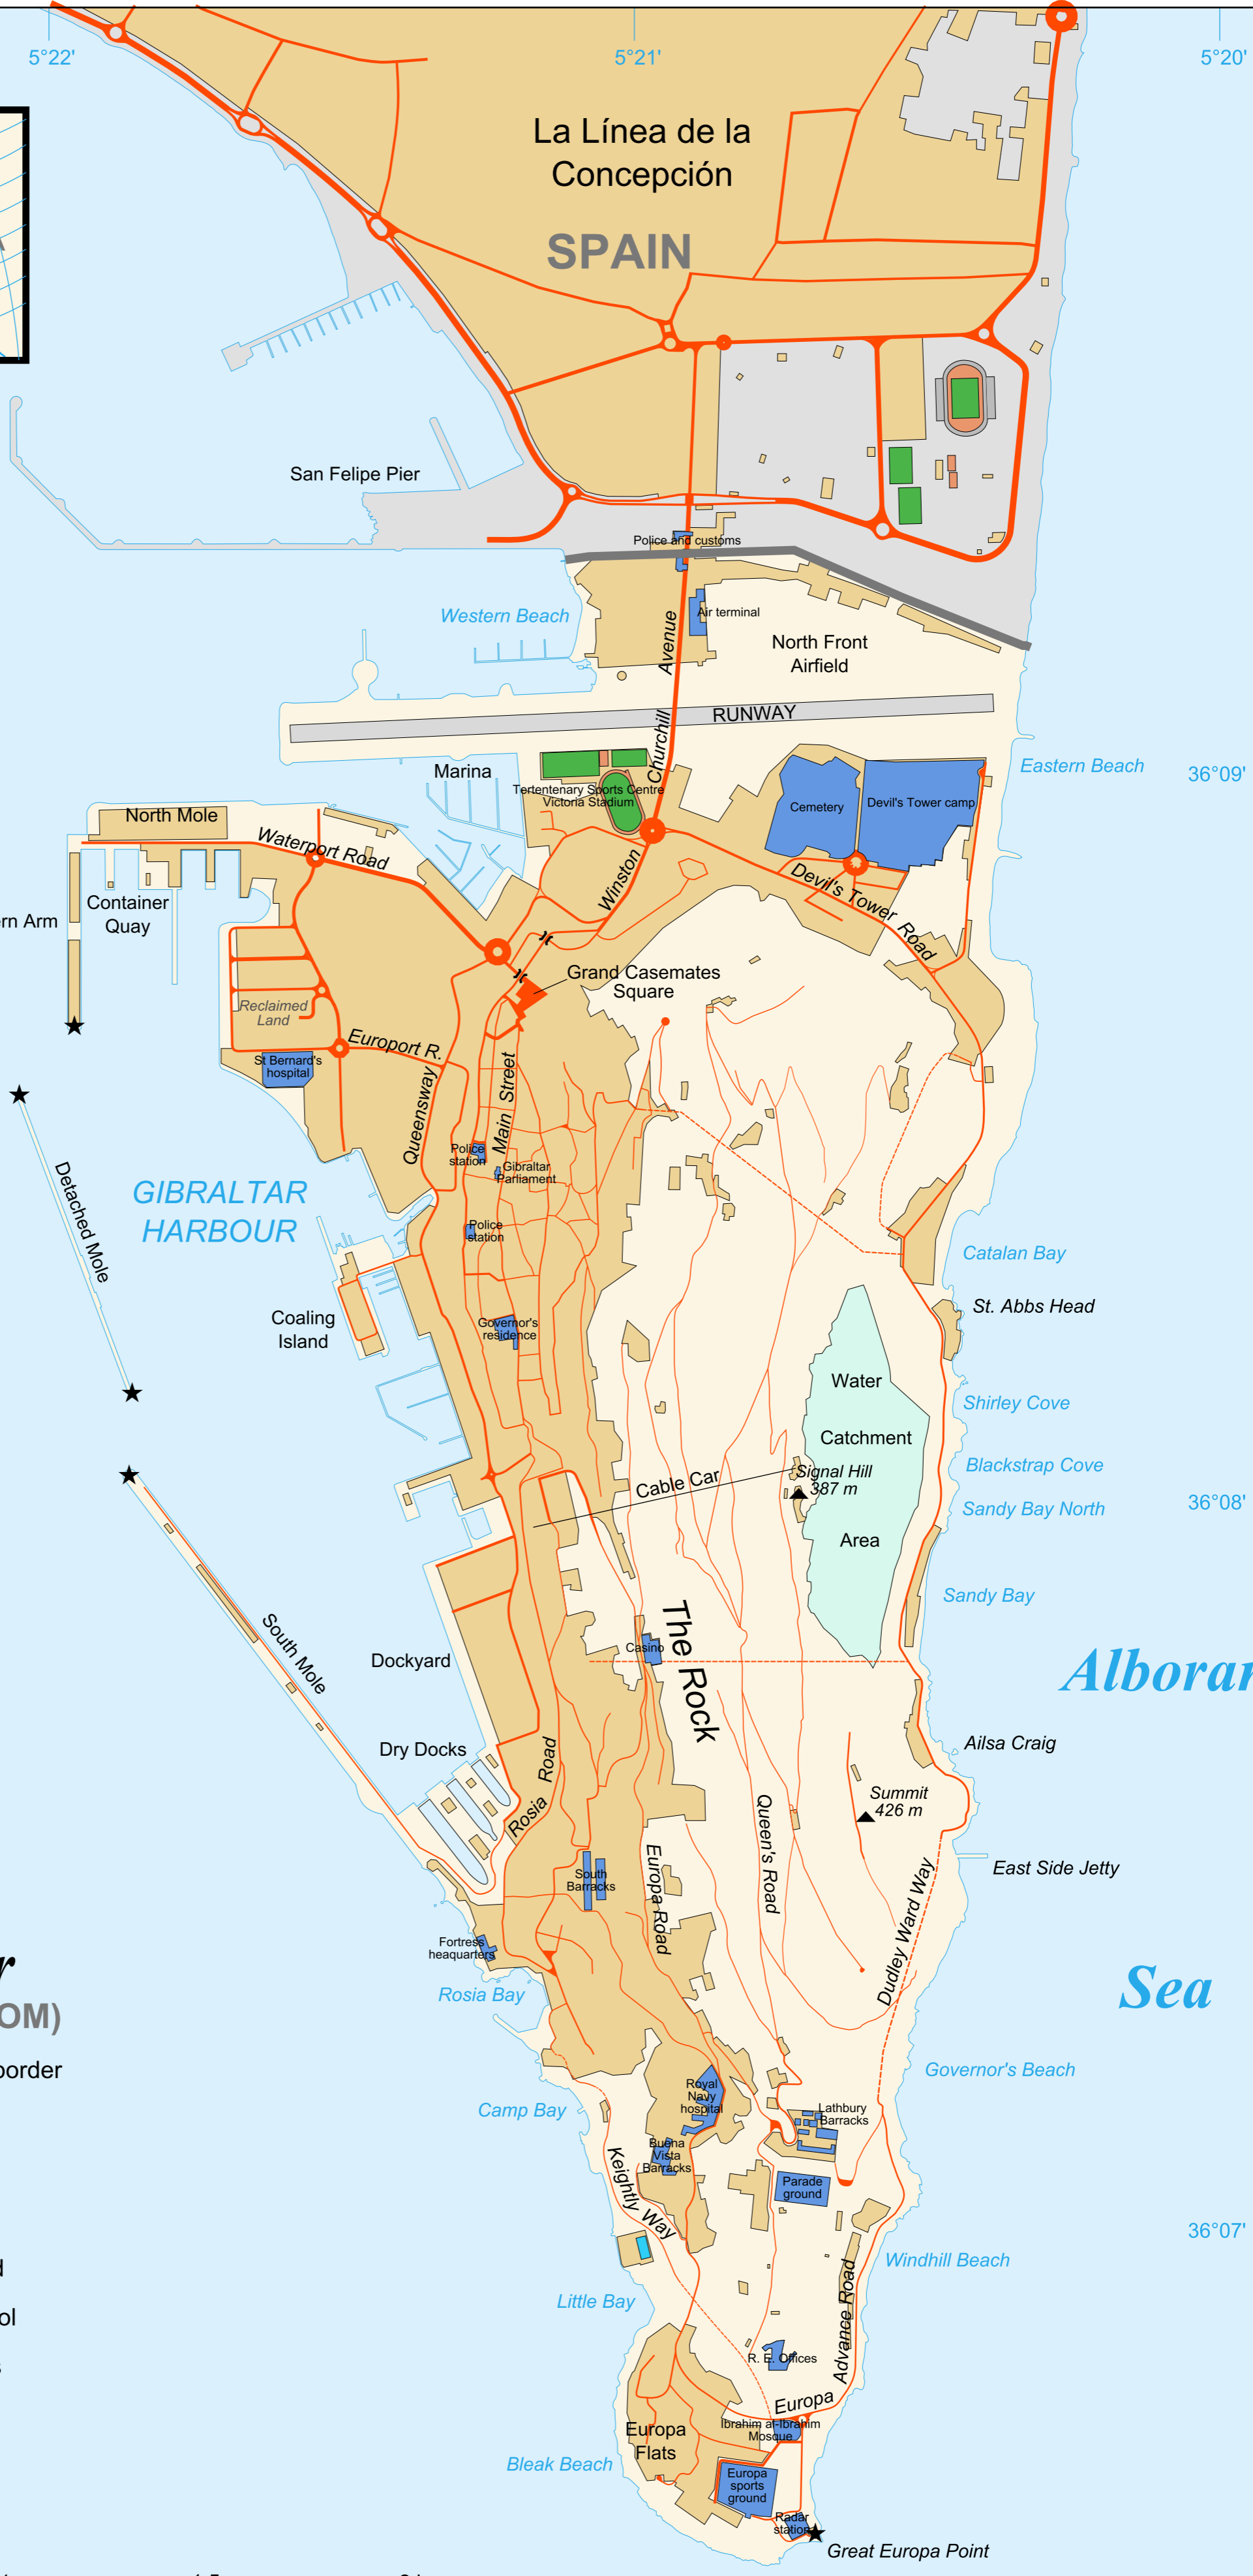 5°22'
5°21'
5°20'
La Línea de la
Concepción
SPAIN
San Felipe Pier
Police and customs
Western Beach
Air terminal
Avenue
North Front
Airfield
RUNWAY
Churchill
Marina
Eastern Beach
36°09'
Tertentenary Sports Centre
Victoria Stadium
Cemetery
Devil's Tower camp
North Mole
Waterport Road
Winston
Devil's Tower Road
Container
Quay
ern Arm
Grand Casemates
Square
Reclaimed
Land
Europort R.
St Bernard's
hospital
Queensway
Main Street
Police
station
Gibraltar
Parliament
Detached Mole
GIBRALTAR
HARBOUR
Police
station
Catalan Bay
St. Abbs Head
Coaling
Island
Governor's
residence
Water
Catchment
Area
Shirley Cove
Blackstrap Cove
Signal Hill
387 m
Cable Car
Sandy Bay North
36°08'
Sandy Bay
South Mole
The Rock
Casino
Dockyard
Alboran
Dry Docks
Rosia Road
Ailsa Craig
Summit
426 m
Queen's Road
Europa Road
East Side Jetty
South
Barracks
Dudley Ward Way
Fortress
heaquarters
Rosia Bay
Sea
r
OM)
border
Governor's Beach
Camp Bay
Royal
Navy
hospital
Lathbury
Barracks
Buena
Vista
Barracks
Keightly Way
Parade
ground
36°07'
Windhill Beach
d
Little Bay
ol
Advance Road
R. E. Offices
s
Europa
Ibrahim al-Ibrahim
Mosque
Europa
Flats
Bleak Beach
Europa
sports
ground
Radar
station
Great Europa Point